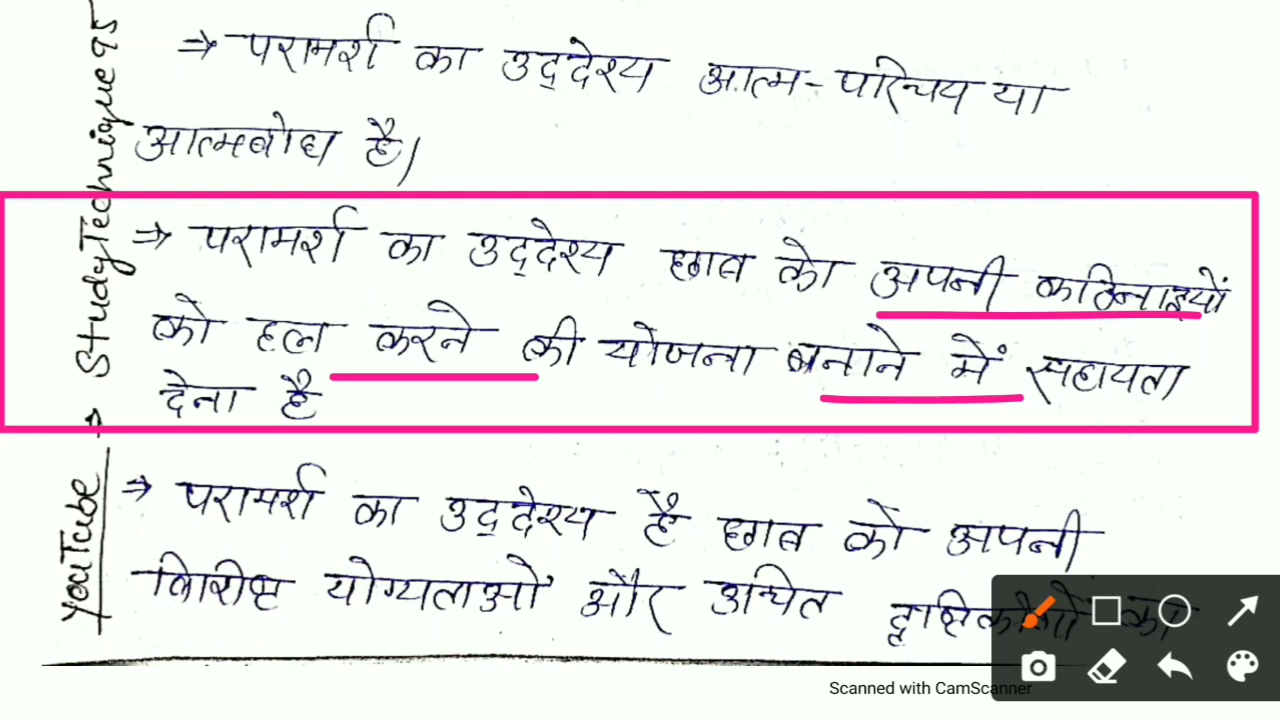 ⇒ परामर्श का उद्देश्य आत्म-परिचय या
आत्मबोध है।
⇒ परामर्श का उद्देश्य छात्र को अपनी कठिनाइयों
को हल करने की योजना बनाने में सहायता
देना है
⇒ परामर्श का उद्देश्य है छात्र को अपनी
विशिष्ट योग्यताओं और उचित दृष्टिकोणों का
YouTube → StudyTechnique95
Scanned with CamScanner